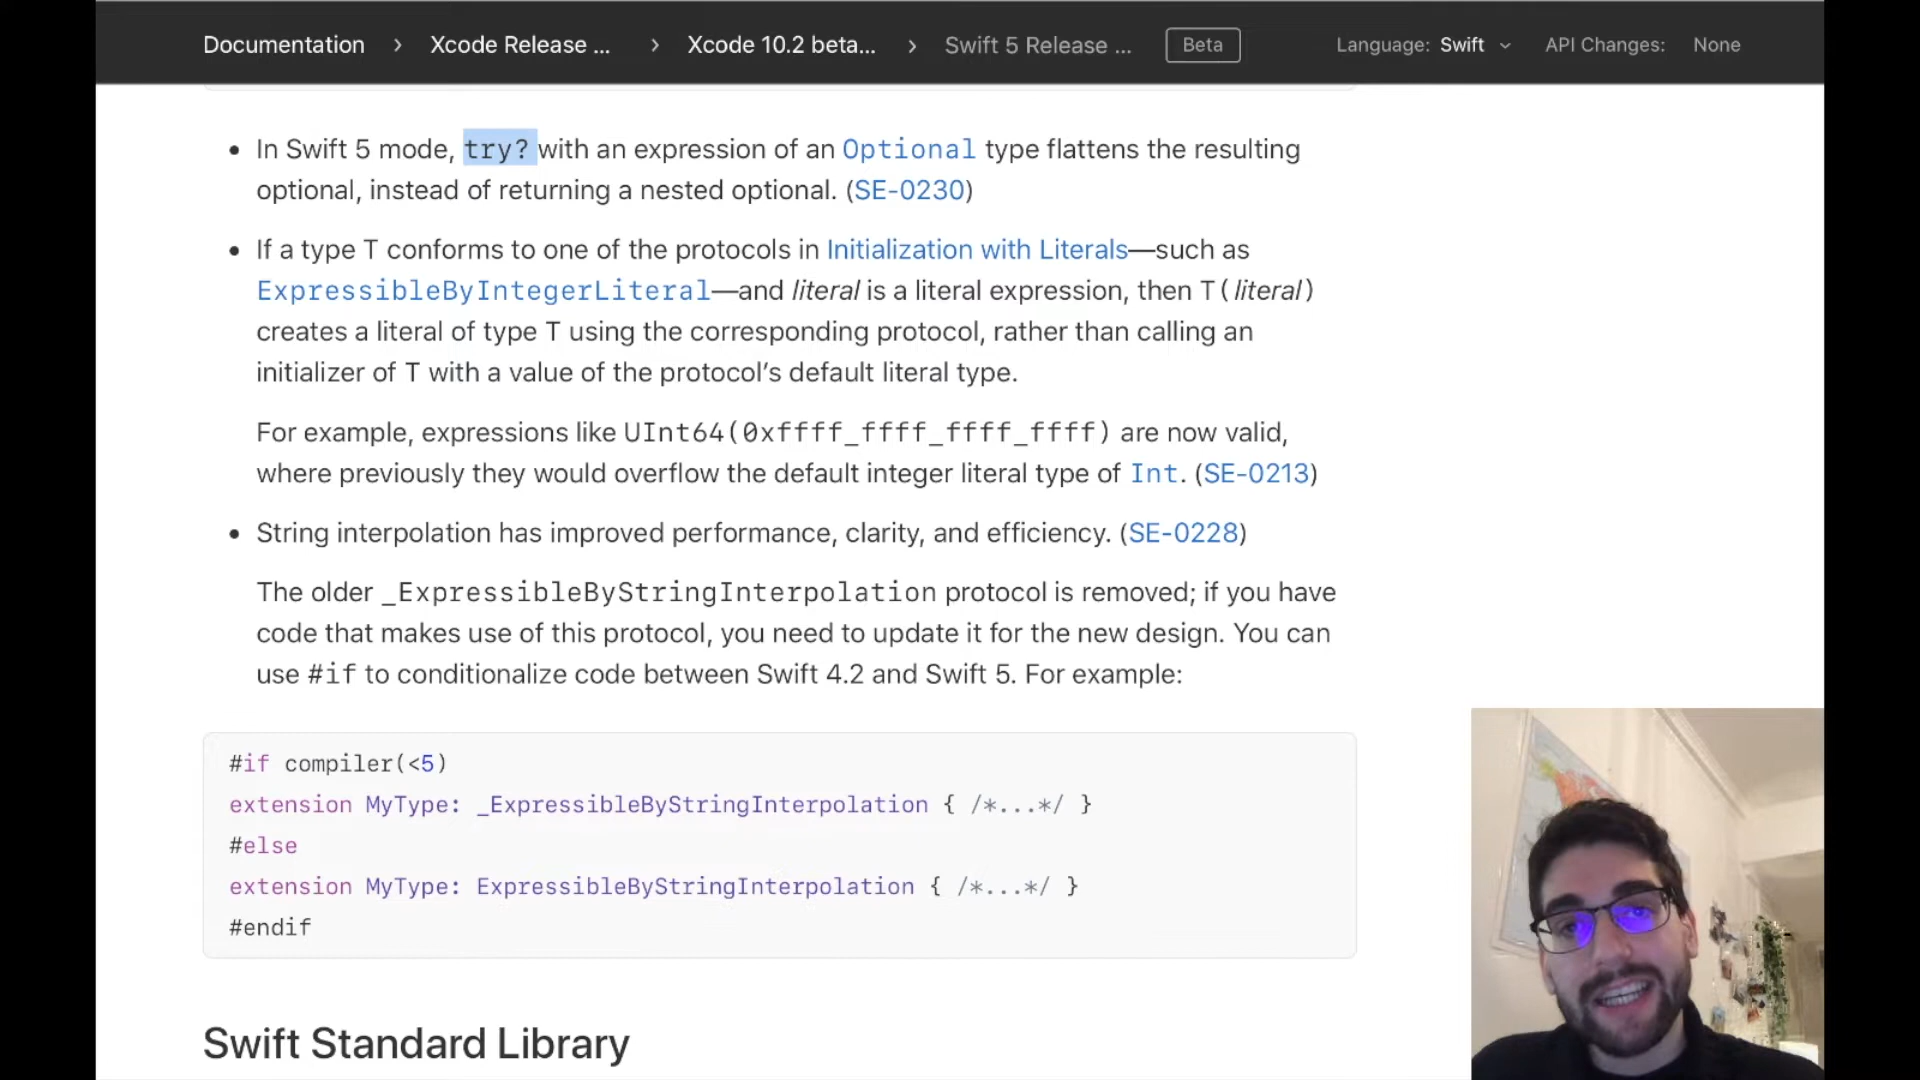 Documentation > Xcode Release ... > Xcode 10.2 beta... > Swift 5 Release ... Beta Language: Swift API Changes: None
• In Swift 5 mode, try? with an expression of an Optional type flattens the resulting
optional, instead of returning a nested optional. (SE-0230)
• If a type T conforms to one of the protocols in Initialization with Literals—such as
ExpressibleByIntegerLiteral—and literal is a literal expression, then T(literal)
creates a literal of type T using the corresponding protocol, rather than calling an
initializer of T with a value of the protocol’s default literal type.
For example, expressions like UInt64(0xffff_ffff_ffff_ffff) are now valid,
where previously they would overflow the default integer literal type of Int. (SE-0213)
• String interpolation has improved performance, clarity, and efficiency. (SE-0228)
The older _ExpressibleByStringInterpolation protocol is removed; if you have
code that makes use of this protocol, you need to update it for the new design. You can
use #if to conditionalize code between Swift 4.2 and Swift 5. For example:
#if compiler(<5)
extension MyType: _ExpressibleByStringInterpolation { /*...*/ }
#else
extension MyType: ExpressibleByStringInterpolation { /*...*/ }
#endif
Swift Standard Library